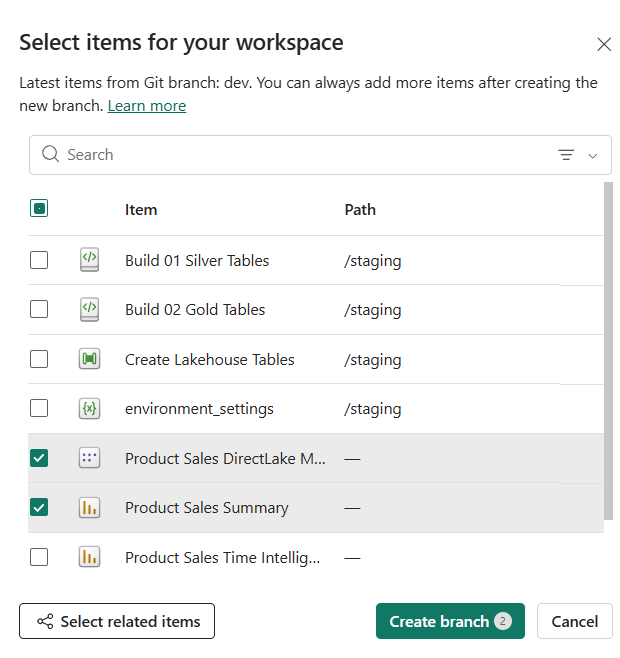 Select items for your workspace
Latest items from Git branch: dev. You can always add more items after creating the
new branch. Learn more
Search
Item Path
Build 01 Silver Tables /staging
Build 02 Gold Tables /staging
Create Lakehouse Tables /staging
environment_settings /staging
Product Sales DirectLake M... —
Product Sales Summary —
Product Sales Time Intellig... —
Select related items Create branch 2 Cancel